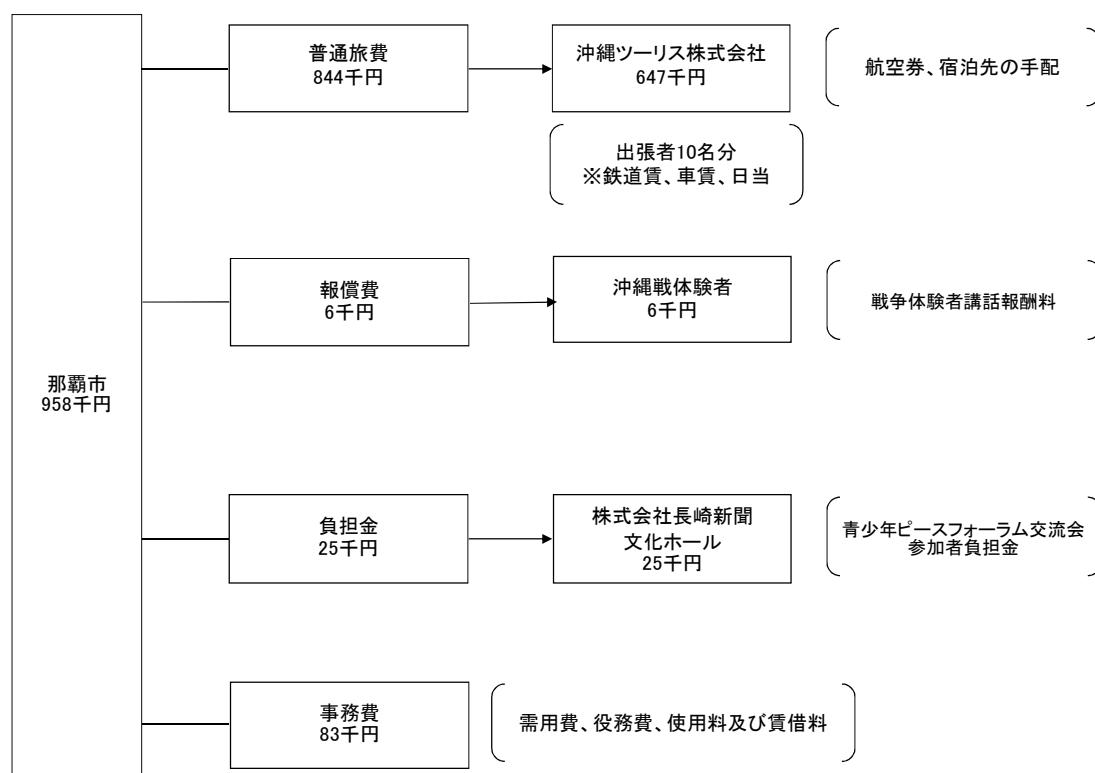 那覇市
958千円
普通旅費
844千円
沖縄ツーリス株式会社
647千円
航空券、宿泊先の手配
出張者10名分
※鉄道賃、車賃、日当
報償費
6千円
沖縄戦体験者
6千円
戦争体験者講話報酬料
負担金
25千円
株式会社長崎新聞
文化ホール
25千円
青少年ピースフォーラム交流会
参加者負担金
事務費
83千円
需用費、役務費、使用料及び賃借料